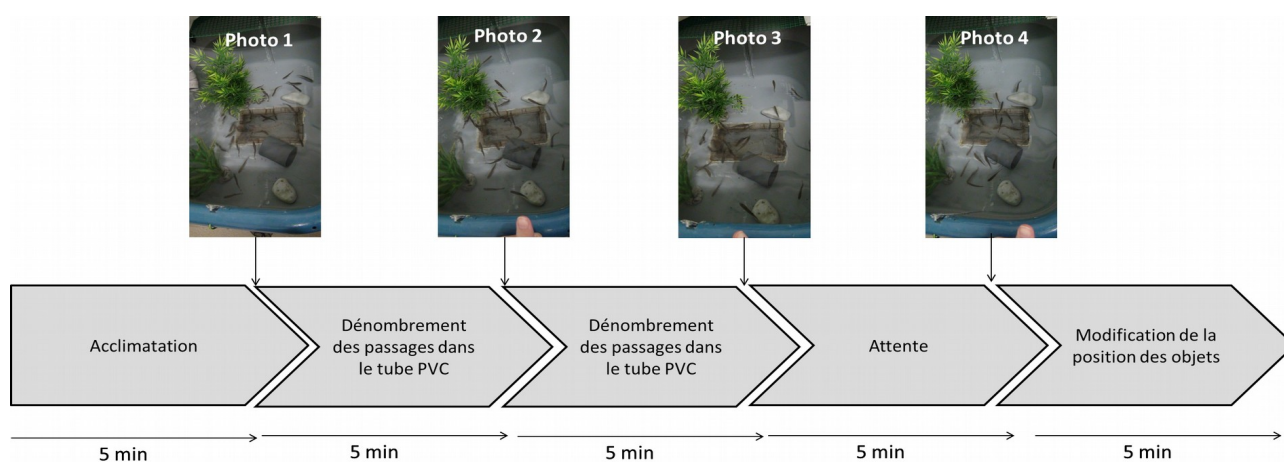 Photo 1
Photo 2
Photo 3
Photo 4
Acclimatation
Dénombrement
des passages dans
le tube PVC
Dénombrement
des passages dans
le tube PVC
Attente
Modification de la
position des objets
5 min
5 min
5 min
5 min
5 min